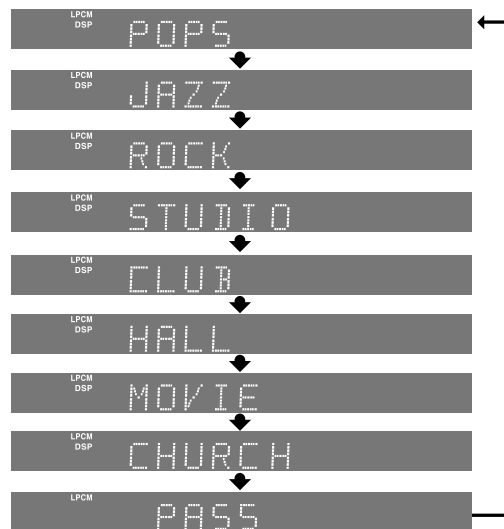 LPCM
DSP
POPS
LPCM
DSP
JAZZ
LPCM
DSP
ROCK
LPCM
DSP
STUDIO
LPCM
DSP
CLUB
LPCM
DSP
HALL
LPCM
DSP
MOVIE
LPCM
DSP
CHURCH
LPCM
PASS